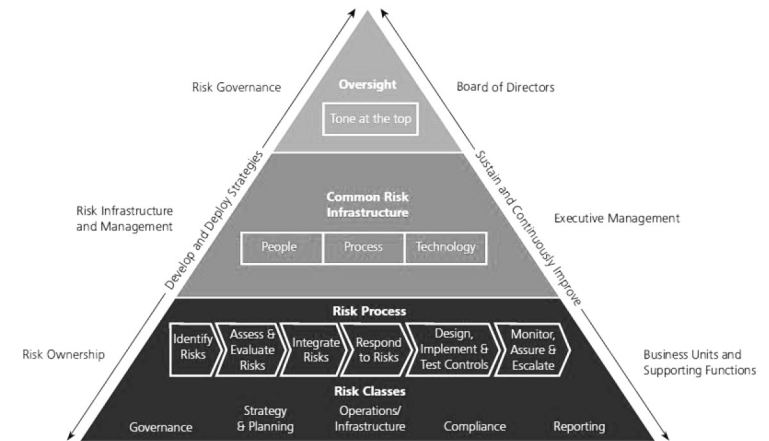 Oversight
Risk Governance
Board of Directors
Tone at the top
Develop and Deploy Strategies
Sustain and Continuously Improve
Common Risk
Infrastructure
Risk Infrastructure
and Management
Executive Management
People
Process
Technology
Risk Process
Identify
Risks
Assess &
Evaluate
Risks
Integrate
Risks
Respond
to Risks
Design,
Implement &
Test Controls
Monitor,
Assure &
Escalate
Risk Ownership
Business Units and
Supporting Functions
Risk Classes
Governance
Strategy
& Planning
Operations/
Infrastructure
Compliance
Reporting